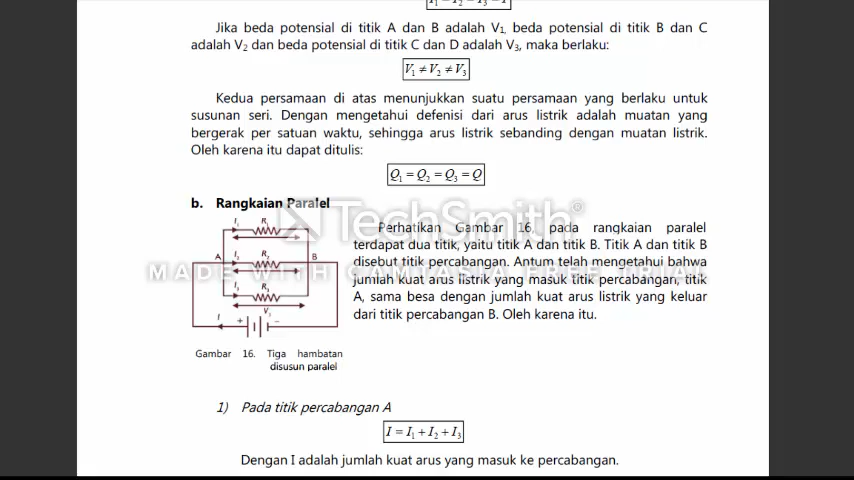 I₁ = I₂ = I₃ = I
Jika beda potensial di titik A dan B adalah V₁, beda potensial di titik B dan C
adalah V₂ dan beda potensial di titik C dan D adalah V₃, maka berlaku:
V₁ ≠ V₂ ≠ V₃
Kedua persamaan di atas menunjukkan suatu persamaan yang berlaku untuk
susunan seri. Dengan mengetahui defenisi dari arus listrik adalah muatan yang
bergerak per satuan waktu, sehingga arus listrik sebanding dengan muatan listrik.
Oleh karena itu dapat ditulis:
Q₁ = Q₂ = Q₃ = Q
b. Rangkaian Paralel
I₁ R₁
A I₂ R₂ B
I₃ R₃
V₃
I + −
Gambar 16. Tiga hambatan
disusun paralel
Perhatikan Gambar 16. pada rangkaian paralel
terdapat dua titik, yaitu titik A dan titik B. Titik A dan titik B
disebut titik percabangan. Antum telah mengetahui bahwa
jumlah kuat arus listrik yang masuk titik percabangan, titik
A, sama besa dengan jumlah kuat arus listrik yang keluar
dari titik percabangan B. Oleh karena itu.
TechSmith®
MADE WITH CAMTASIA FREE TRIAL
1) Pada titik percabangan A
I = I₁ + I₂ + I₃
Dengan I adalah jumlah kuat arus yang masuk ke percabangan.